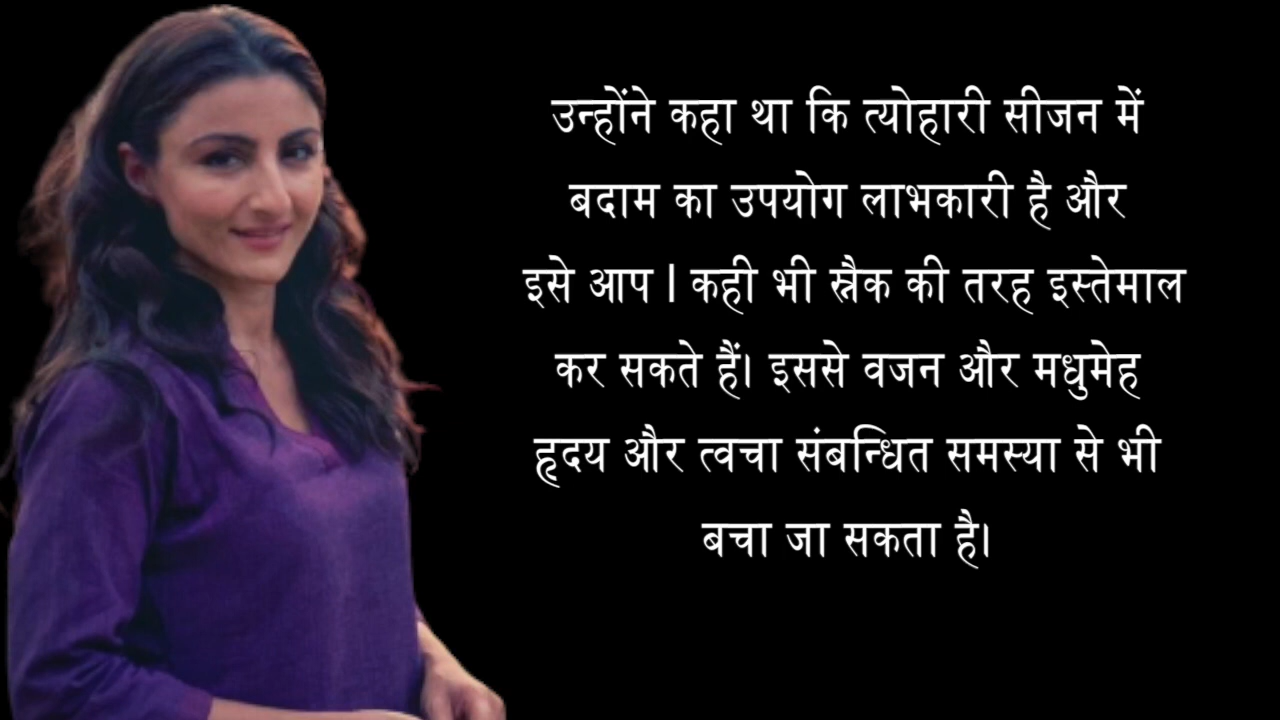 उन्होंने कहा था कि त्योहारी सीजन में
बदाम का उपयोग लाभकारी है और
इसे आप | कही भी स्नैक की तरह इस्तेमाल
कर सकते हैं। इससे वजन और मधुमेह
हृदय और त्वचा संबन्धित समस्या से भी
बचा जा सकता है।